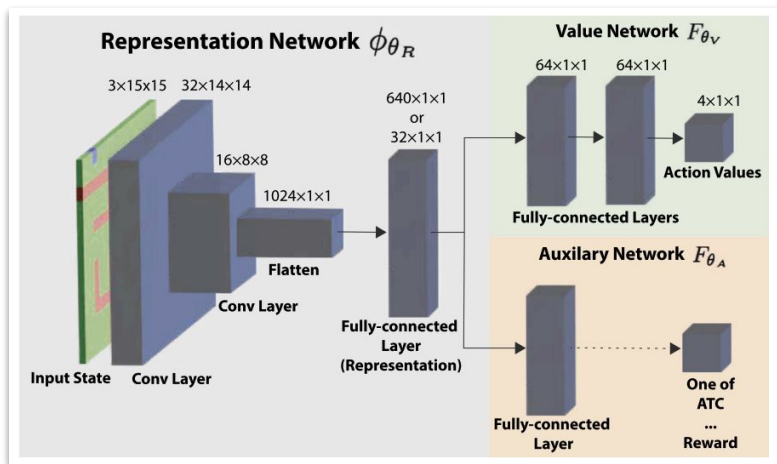 Representation Network ϕθR
3×15x15
32×14×14
16×8×8
1024×1×1
640×1×1
or
32×1×1
Input State
Conv Layer
Conv Layer
Flatten
Fully-connected
Layer
(Representation)
Value Network FθV
64×1×1
64×1×1
4×1×1
Action Values
Fully-connected Layers
Auxilary Network FθA
Fully-connected
Layer
One of
ATC
...
Reward